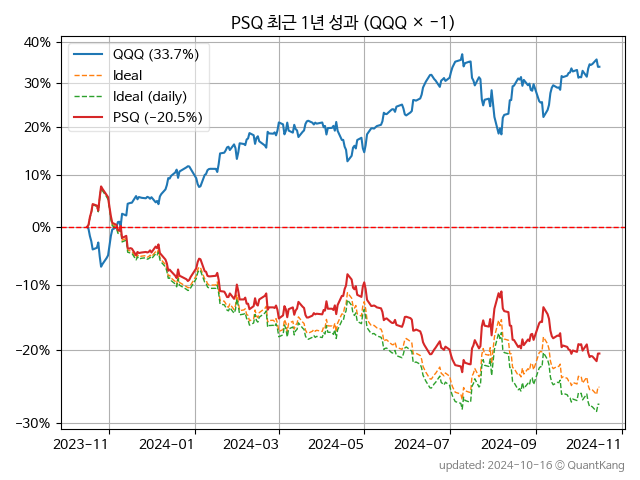 PSQ 최근 1년 성과 (QQQ × −1)
40%
30%
20%
10%
0%
−10%
−20%
−30%
QQQ (33.7%)
Ideal
Ideal (daily)
PSQ (−20.5%)
2023-11
2024-01
2024-03
2024-05
2024-07
2024-09
2024-11
updated: 2024-10-16 © QuantKang